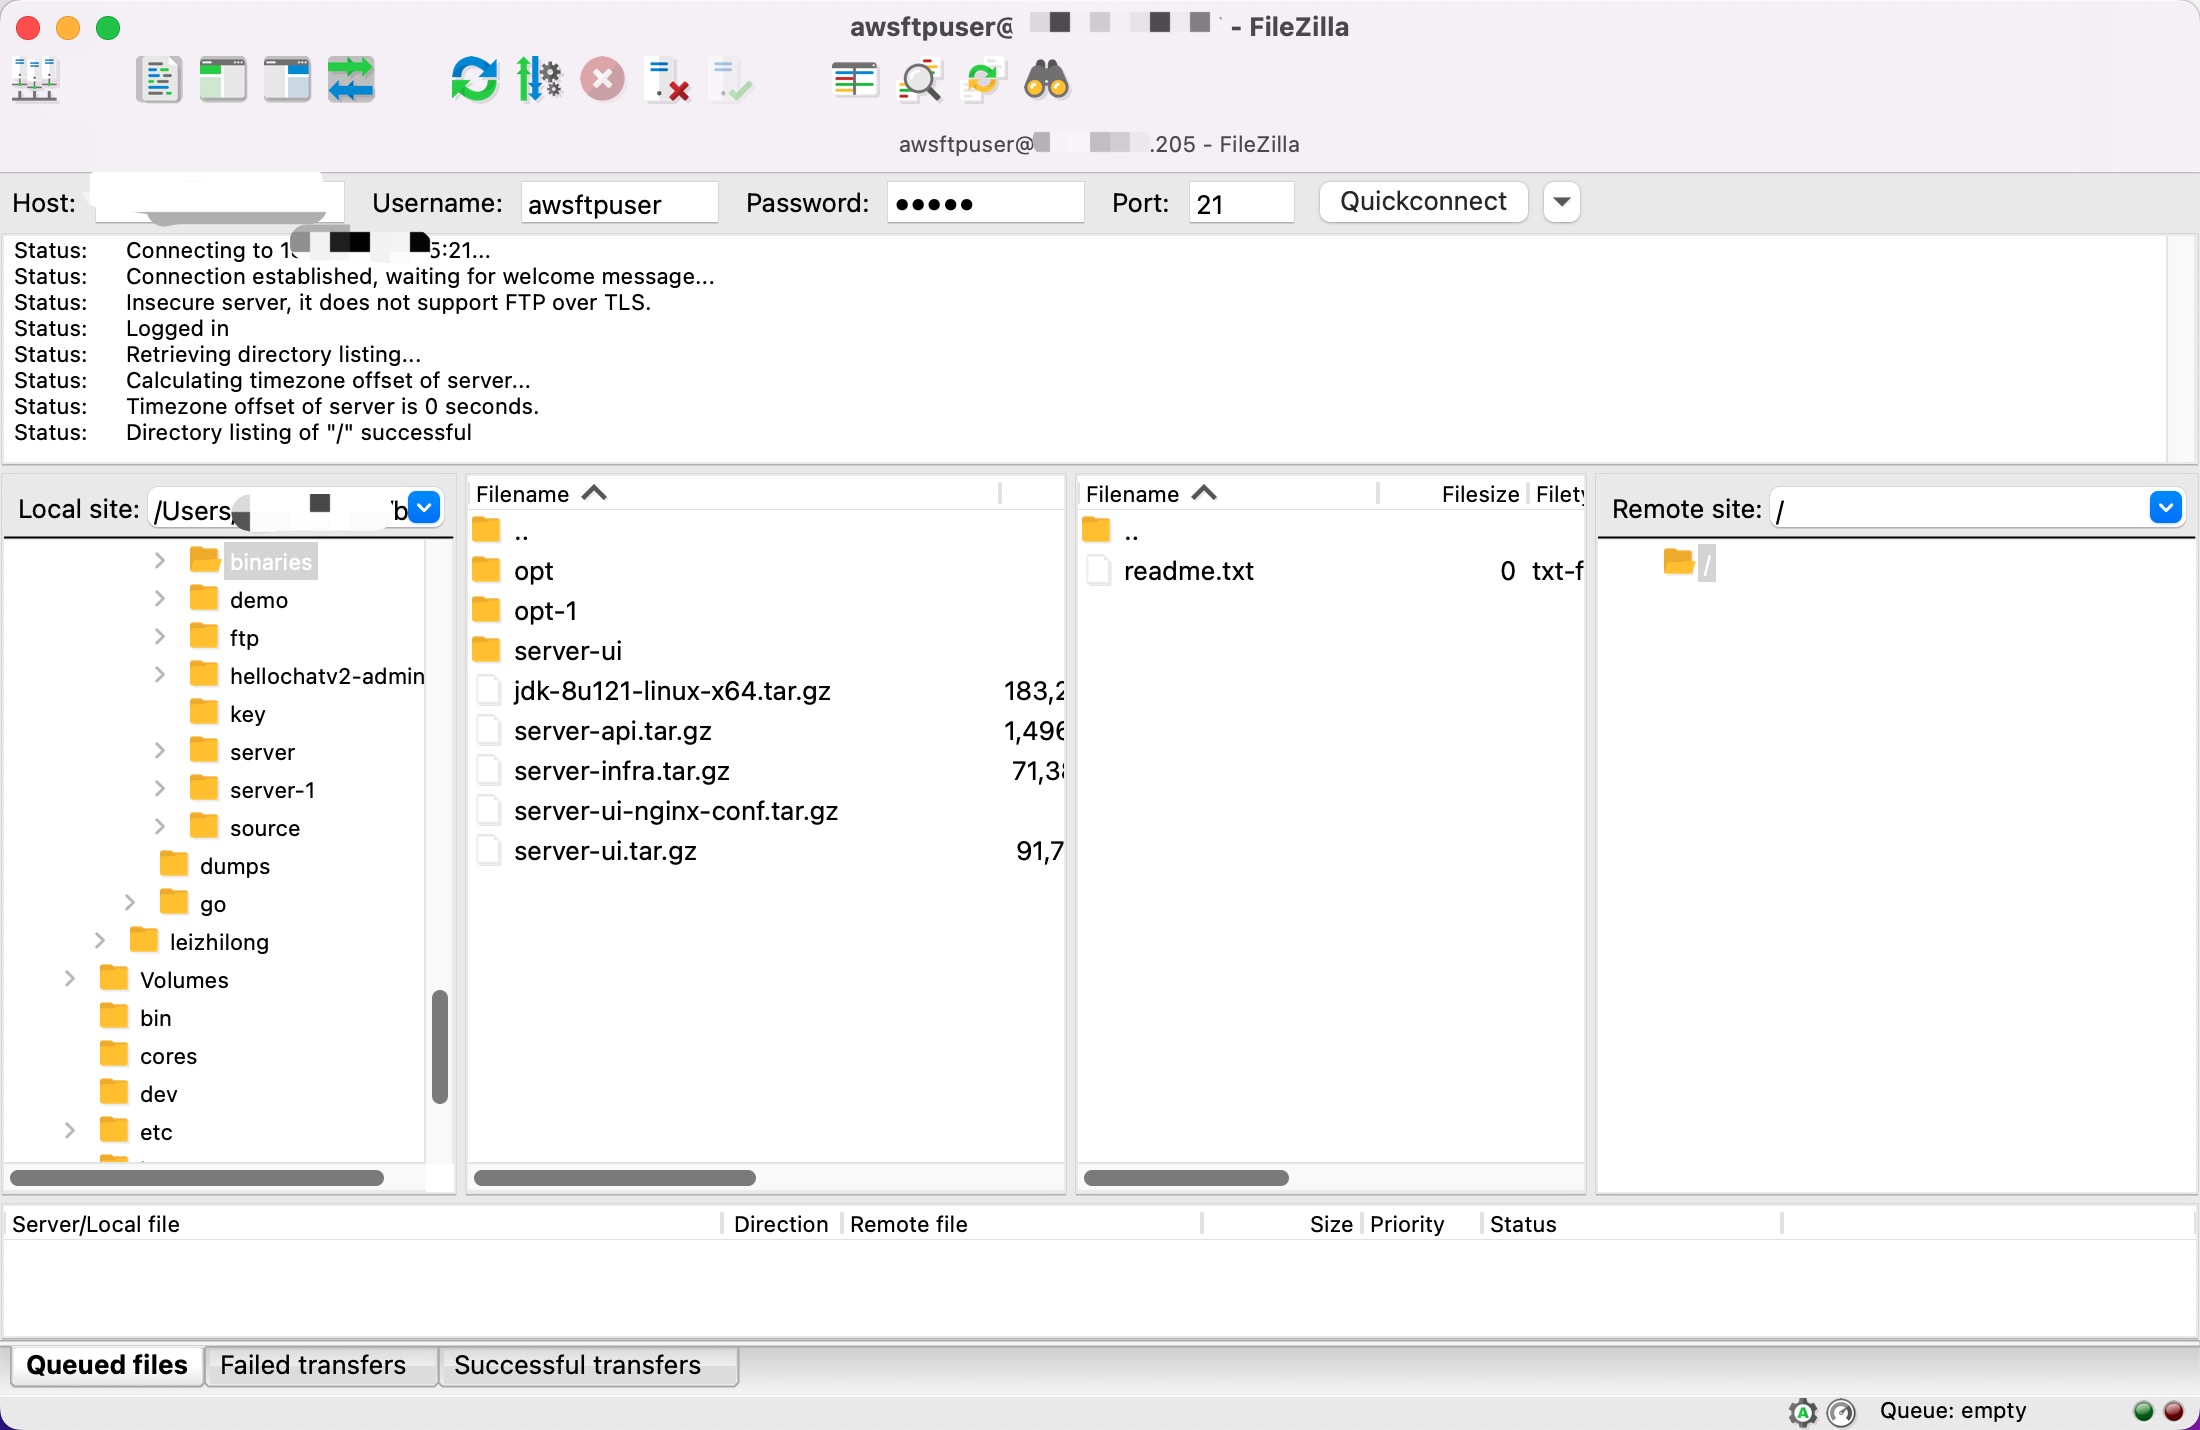 awsftpuser@ - FileZilla
awsftpuser@ .205 - FileZilla
Host: Username: awsftpuser Password: ●●●●● Port: 21 Quickconnect
Status: Connecting to 1 5:21...
Status: Connection established, waiting for welcome message...
Status: Insecure server, it does not support FTP over TLS.
Status: Logged in
Status: Retrieving directory listing...
Status: Calculating timezone offset of server...
Status: Timezone offset of server is 0 seconds.
Status: Directory listing of "/" successful
Local site: /Users/ b
binaries
demo
ftp
hellochatv2-admin
key
server
server-1
source
dumps
go
leizhilong
Volumes
bin
cores
dev
etc
Filename
..
opt
opt-1
server-ui
jdk-8u121-linux-x64.tar.gz 183,2
server-api.tar.gz 1,496
server-infra.tar.gz 71,38
server-ui-nginx-conf.tar.gz
server-ui.tar.gz 91,7
Filename Filesize Filety
..
readme.txt 0 txt-f
Remote site: /
/
Server/Local file Direction Remote file Size Priority Status
Queued files Failed transfers Successful transfers
Queue: empty